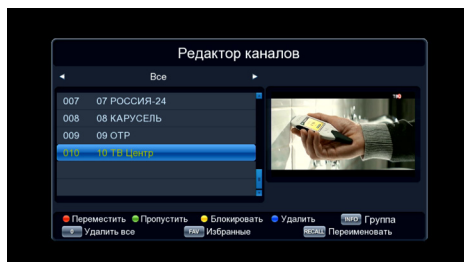 Редактор каналов
Все
007 07 РОССИЯ-24
008 08 КАРУСЕЛЬ
009 09 ОТР
010 10 ТВ Центр
Переместить Пропустить Блокировать Удалить INFO Группа
Удалить все FAV Избранные RECALL Переименовать